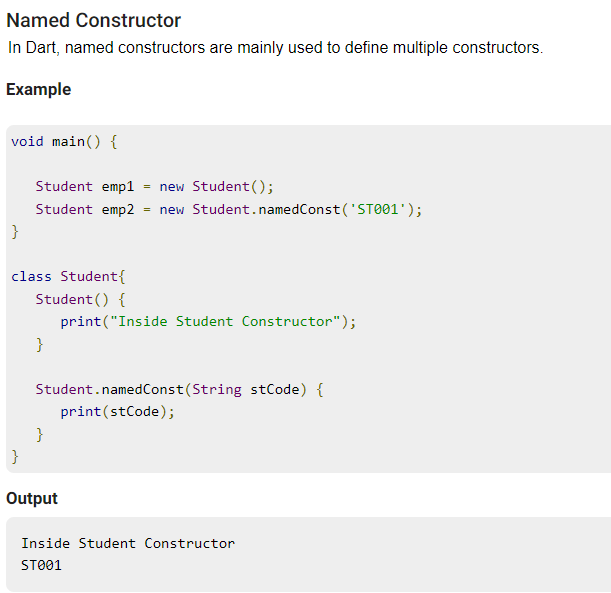 Named Constructor
In Dart, named constructors are mainly used to define multiple constructors.
Example
void main() {
Student emp1 = new Student();
Student emp2 = new Student.namedConst('ST001');
}
class Student{
Student() {
print("Inside Student Constructor");
}
Student.namedConst(String stCode) {
print(stCode);
}
}
Output
Inside Student Constructor
ST001